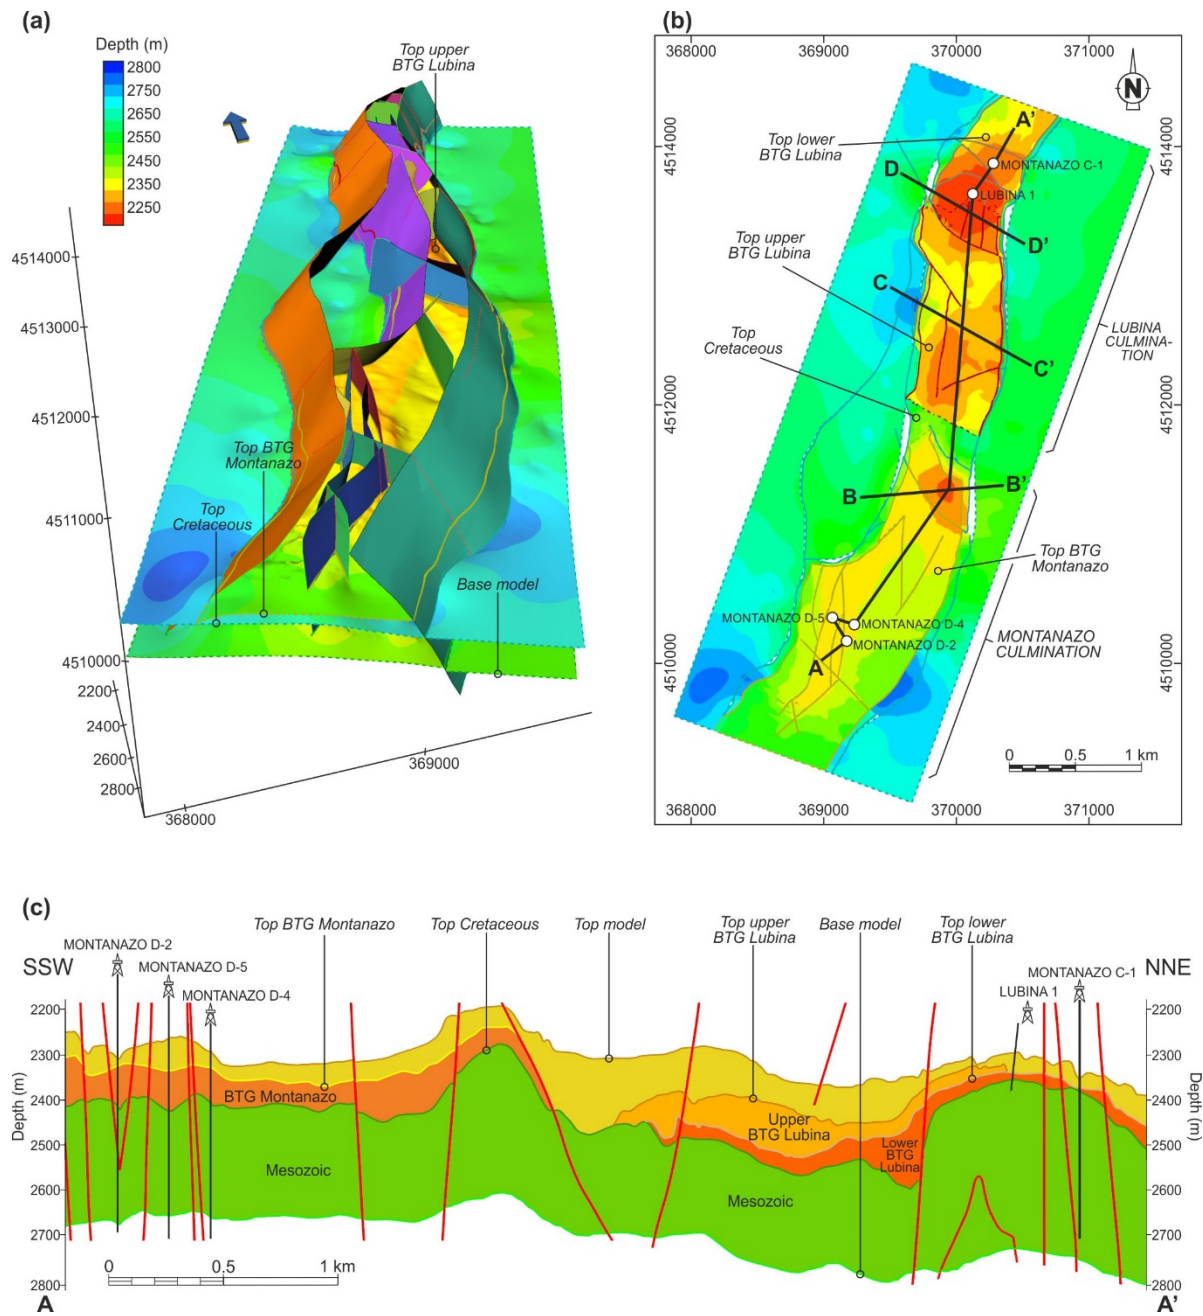 (a)
Depth (m)
2800
2750
2650
2550
2450
2350
2250
Top upper
BTG Lubina
4514000
4513000
4512000
4511000
4510000
2200
2400
2600
2800
368000
369000
Top BTG
Montanazo
Top
Cretaceous
Base model
(b)
368000
369000
370000
371000
N
4514000
4512000
4510000
4514000
4512000
4510000
Top lower
BTG Lubina
A'
MONTANAZO C-1
D
LUBINA 1
D'
Top upper
BTG Lubina
C
C'
Top
Cretaceous
LUBINA
CULMINA-
TION
B
B'
Top BTG
Montanazo
MONTANAZO D-5
MONTANAZO D-4
MONTANAZO D-2
A
MONTANAZO
CULMINATION
0
0.5
1 km
368000
369000
370000
371000
(c)
Top BTG Montanazo
Top Cretaceous
Top model
Top upper
BTG Lubina
Base model
Top lower
BTG Lubina
MONTANAZO D-2
SSW
MONTANAZO D-5
MONTANAZO D-4
MONTANAZO C-1
NNE
LUBINA 1
2200
2300
2400
2500
2600
2700
2800
Depth (m)
BTG Montanazo
Mesozoic
Upper
BTG Lubina
Lower
BTG
Lubina
Mesozoic
2200
2300
2400
2500
2600
2700
2800
Depth (m)
0
0.5
1 km
A
A'